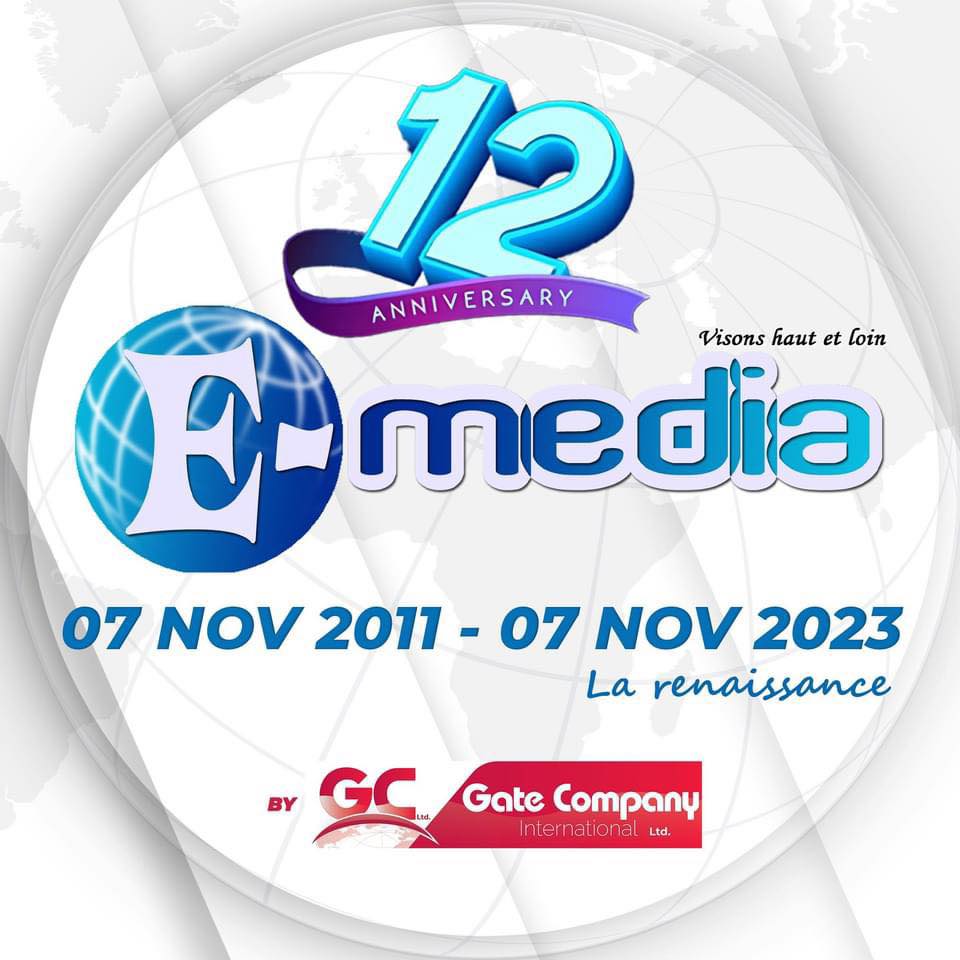 12
ANNIVERSARY
Visons haut et loin
E-media
07 NOV 2011 - 07 NOV 2023
La renaissance
BY GC Ltd. Gate Company
International Ltd.